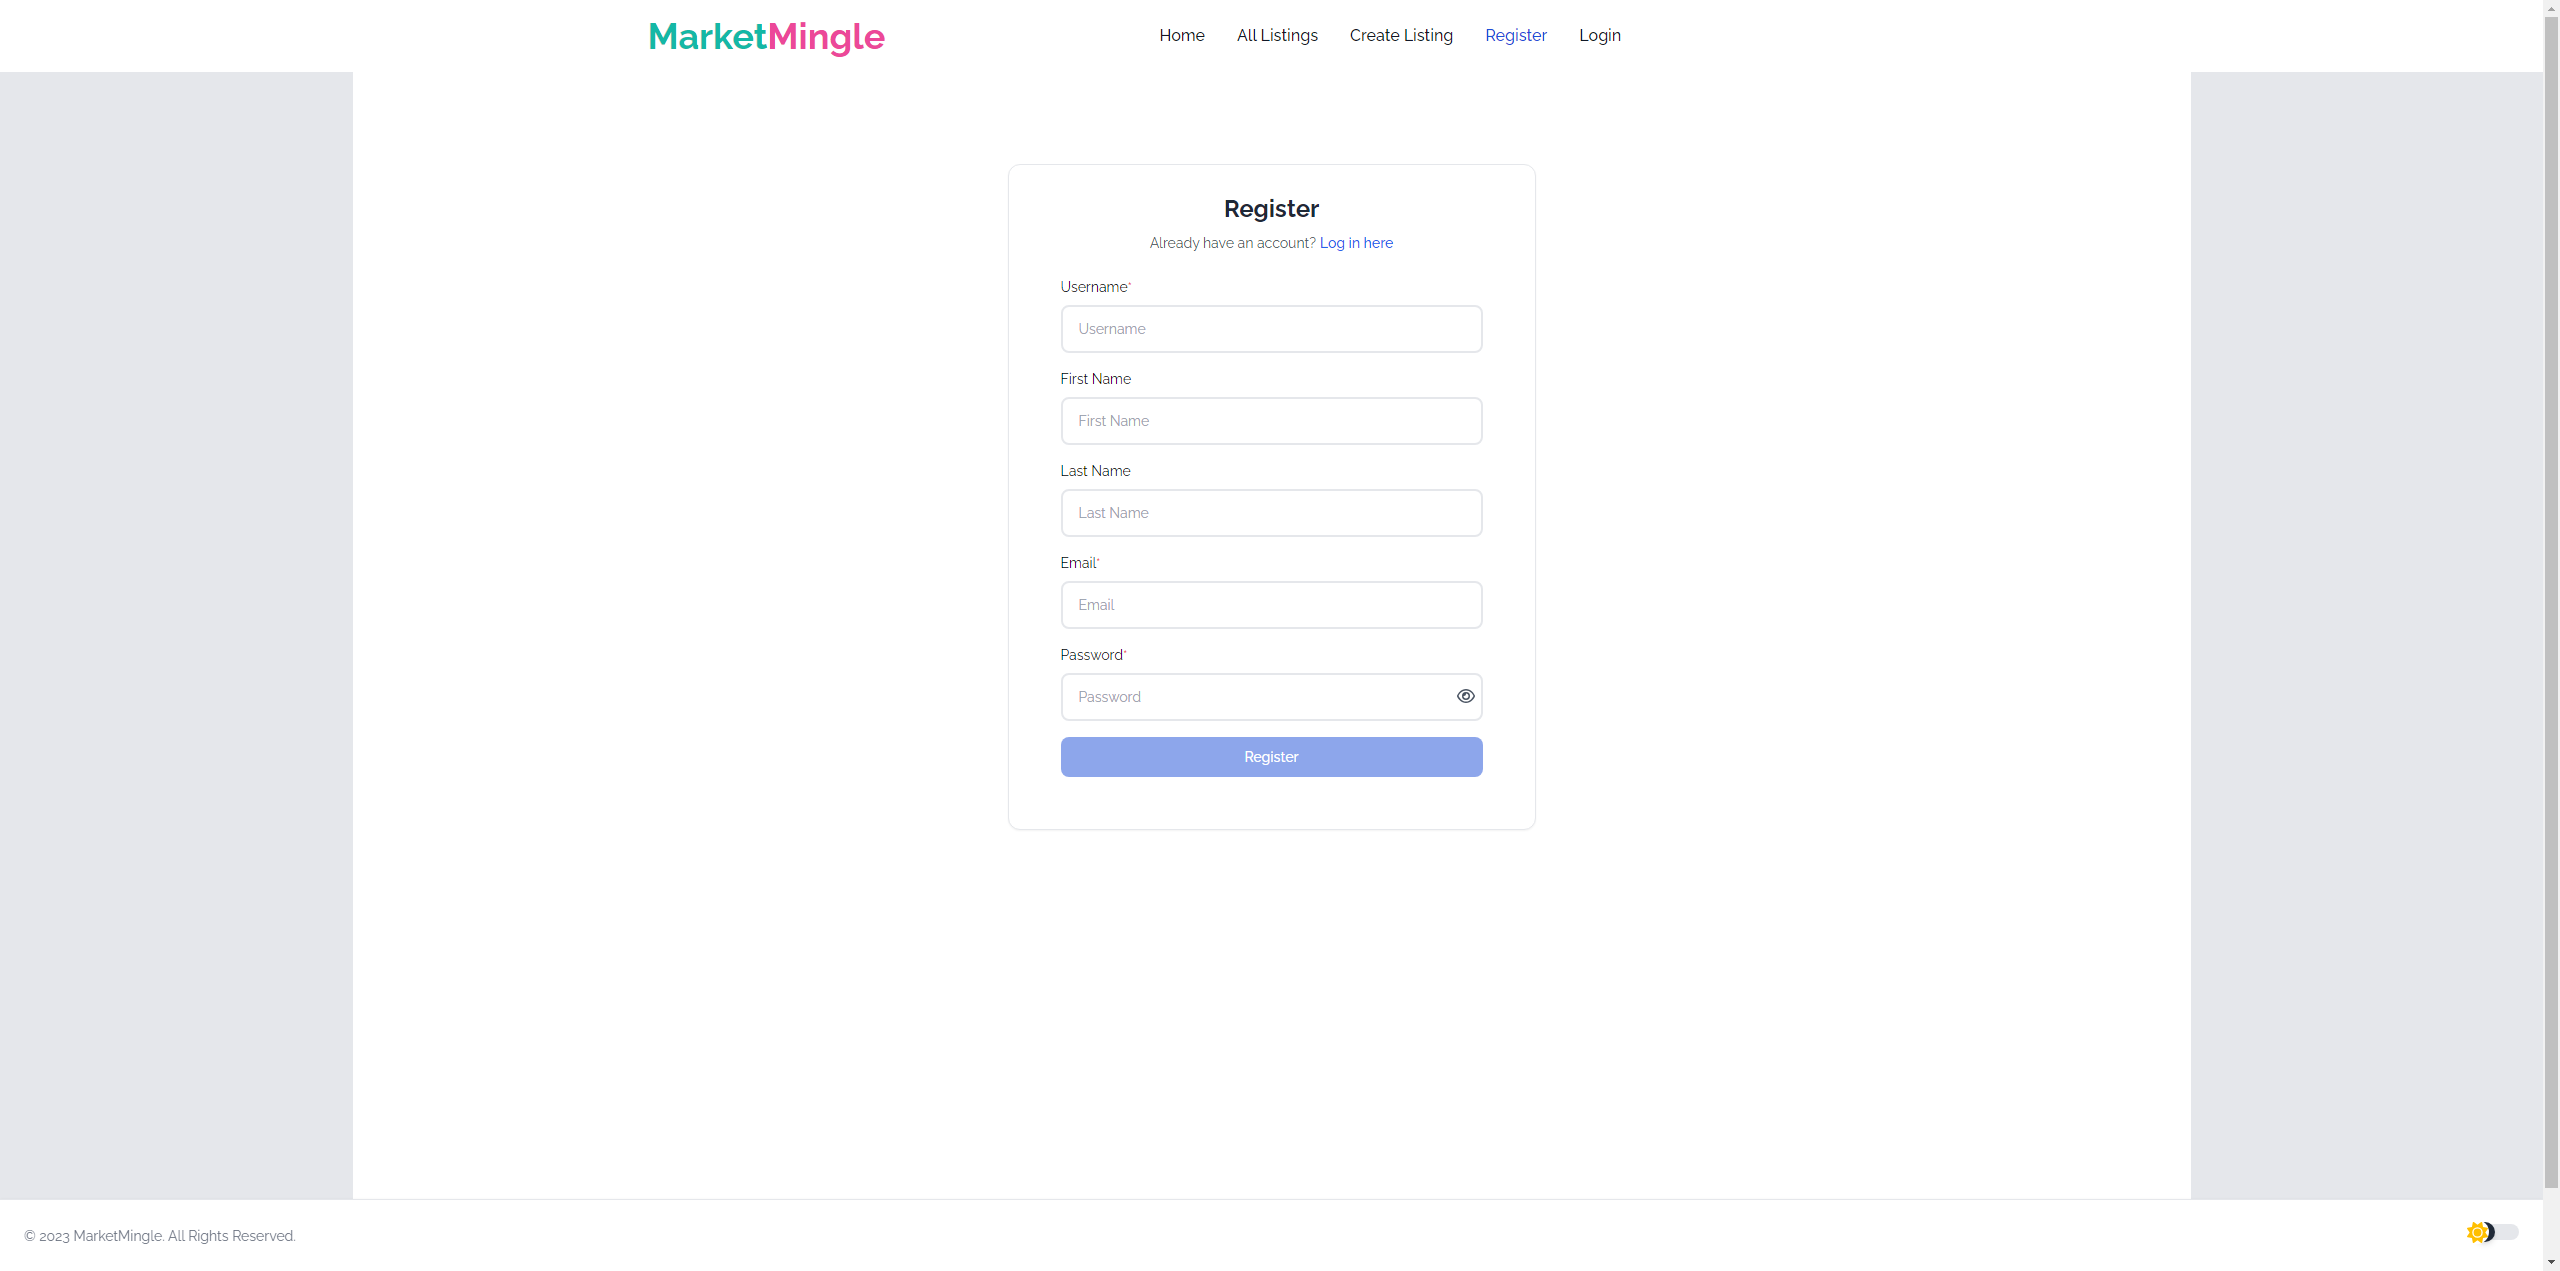 MarketMingle
Home All Listings Create Listing Register Login
Register
Already have an account? Log in here
Username*
Username
First Name
First Name
Last Name
Last Name
Email*
Email
Password*
Password
Register
© 2023 MarketMingle. All Rights Reserved.